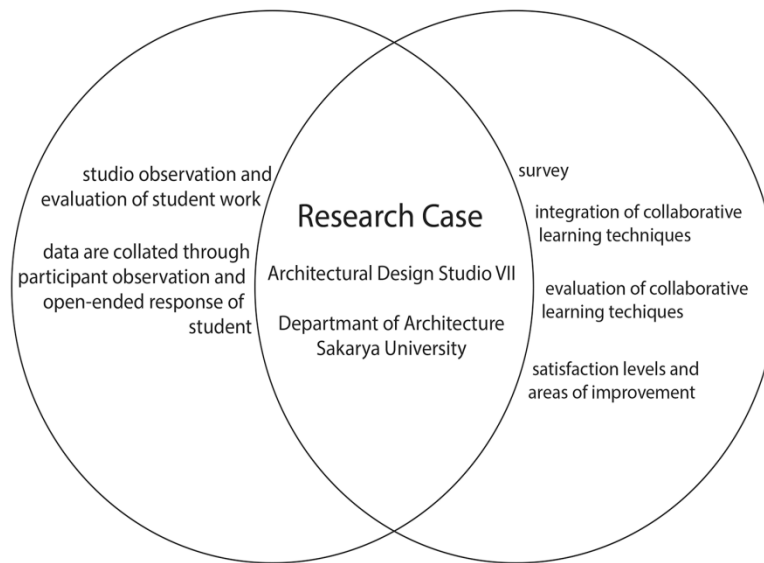 studio observation and
evaluation of student work
data are collated through
participant observation and
open-ended response of
student
Research Case
Architectural Design Studio VII
Departmant of Architecture
Sakarya University
survey
integration of collaborative
learning techniques
evaluation of collaborative
learning techiques
satisfaction levels and
areas of improvement